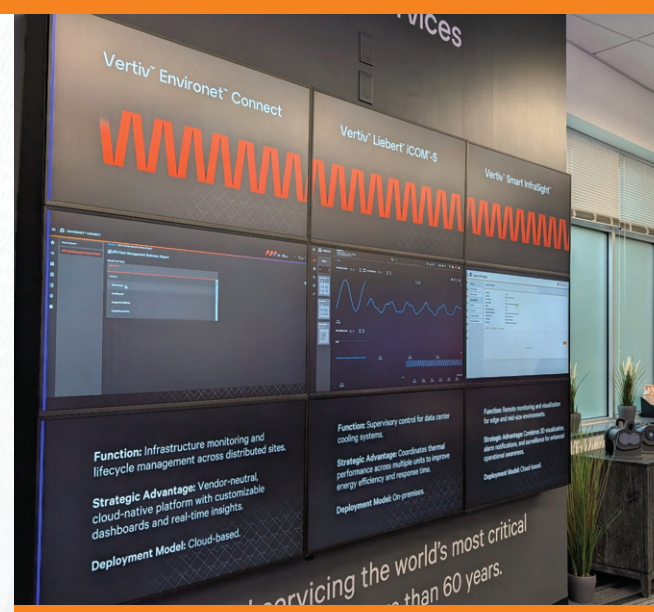 vices
Vertiv™ Environet™ Connect
Vertiv™ Liebert® iCOM™-S
Vertiv™ Smart InfraSight™
ENVIRONET™ CONNECT
Function: Infrastructure monitoring and
lifecycle management across distributed sites.
Strategic Advantage: Vendor-neutral,
cloud-native platform with customizable
dashboards and real-time insights.
Deployment Model: Cloud-based.
Function: Supervisory control for data center
cooling systems.
Strategic Advantage: Coordinates thermal
performance across multiple units to improve
energy efficiency and response time.
Deployment Model: On-premises.
Function: Remote monitoring and visualization
for edge and mid-size environments.
Strategic Advantage: Combines 3D visualization,
alarm notifications, and surveillance for enhanced
operational awareness.
Deployment Model: Cloud-based.
servicing the world's most critical
than 60 years.